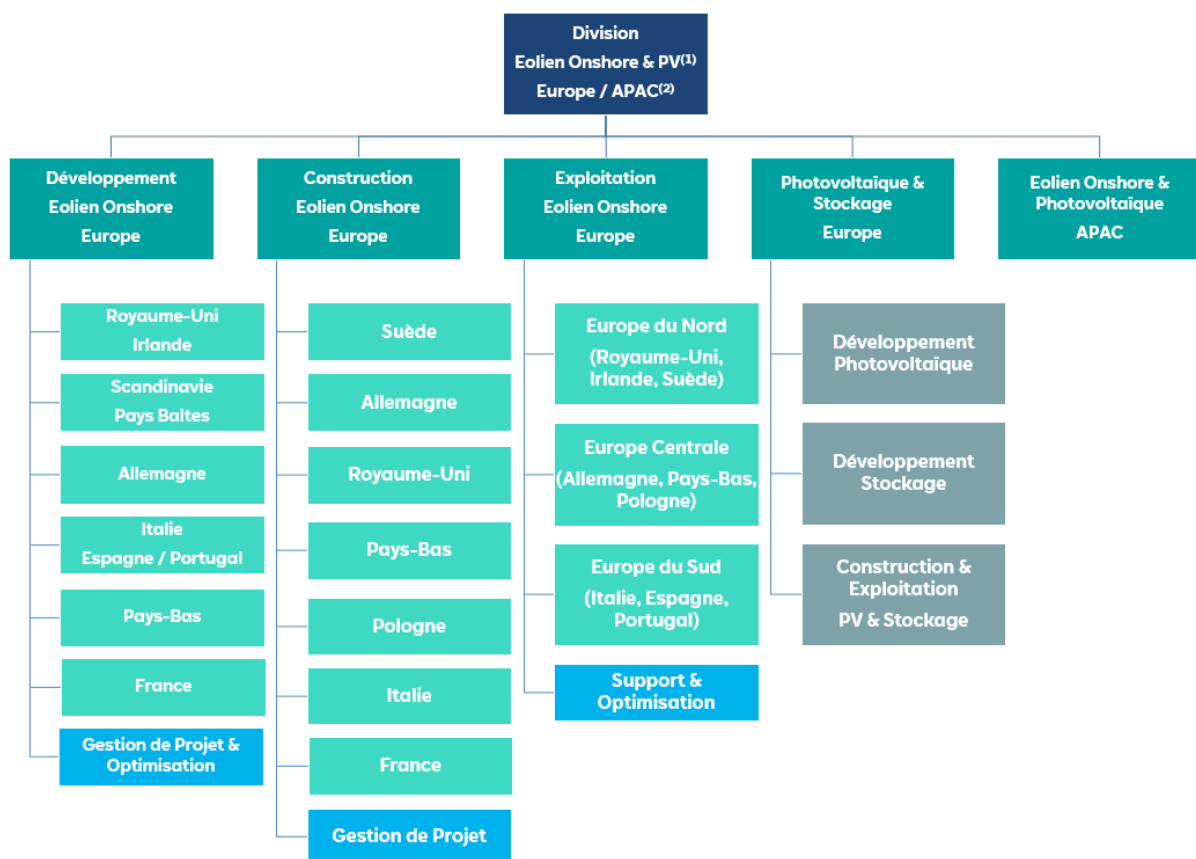 Division
Eolien Onshore & PV(1)
Europe / APAC(2)
Développement
Eolien Onshore
Europe
Construction
Eolien Onshore
Europe
Exploitation
Eolien Onshore
Europe
Photovoltaïque &
Stockage
Europe
Eolien Onshore &
Photovoltaïque
APAC
Royaume-Uni
Irlande
Scandinavie
Pays Baltes
Allemagne
Italie
Espagne / Portugal
Pays-Bas
France
Gestion de Projet &
Optimisation
Suède
Allemagne
Royaume-Uni
Pays-Bas
Pologne
Italie
France
Gestion de Projet
Europe du Nord
(Royaume-Uni,
Irlande, Suède)
Europe Centrale
(Allemagne, Pays-Bas,
Pologne)
Europe du Sud
(Italie, Espagne,
Portugal)
Support &
Optimisation
Développement
Photovoltaïque
Développement
Stockage
Construction &
Exploitation
PV & Stockage